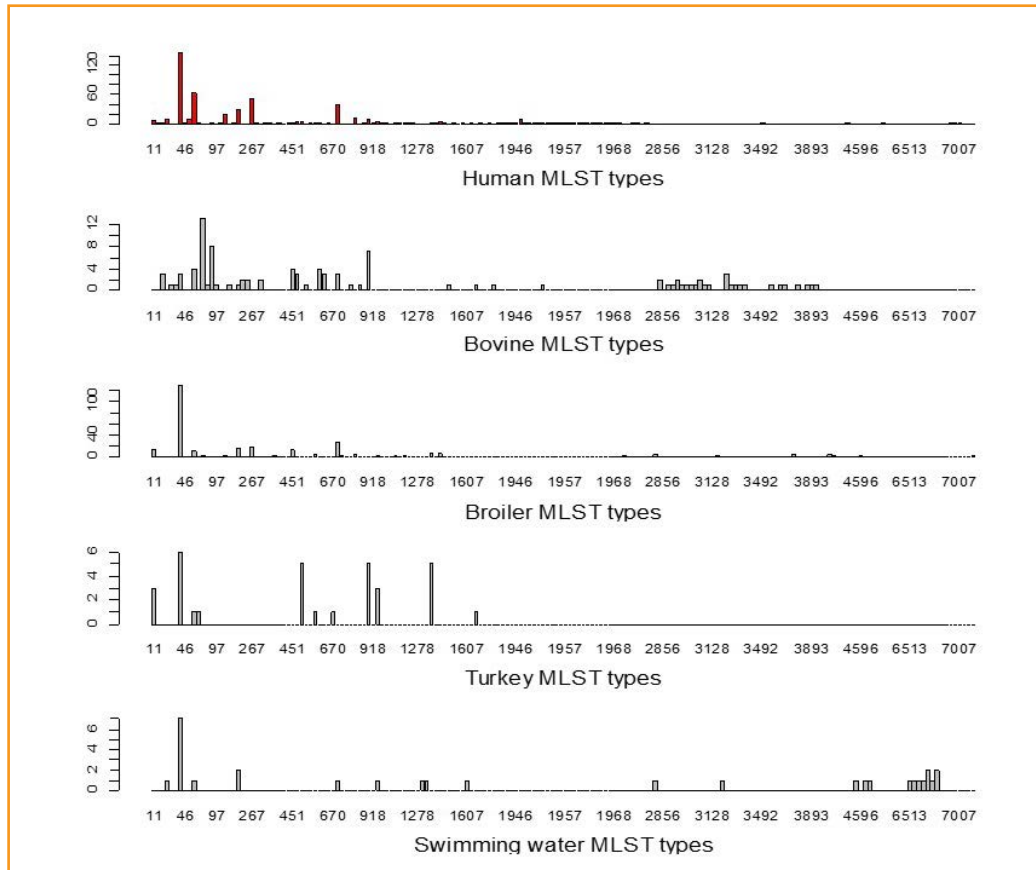 120
60
0
11 46 97 267 451 670 918 1278 1607 1946 1957 1968 2856 3128 3492 3893 4596 6513 7007
Human MLST types
12
8
4
0
11 46 97 267 451 670 918 1278 1607 1946 1957 1968 2856 3128 3492 3893 4596 6513 7007
Bovine MLST types
100
40
0
11 46 97 267 451 670 918 1278 1607 1946 1957 1968 2856 3128 3492 3893 4596 6513 7007
Broiler MLST types
6
4
2
0
11 46 97 267 451 670 918 1278 1607 1946 1957 1968 2856 3128 3492 3893 4596 6513 7007
Turkey MLST types
6
4
2
0
11 46 97 267 451 670 918 1278 1607 1946 1957 1968 2856 3128 3492 3893 4596 6513 7007
Swimming water MLST types